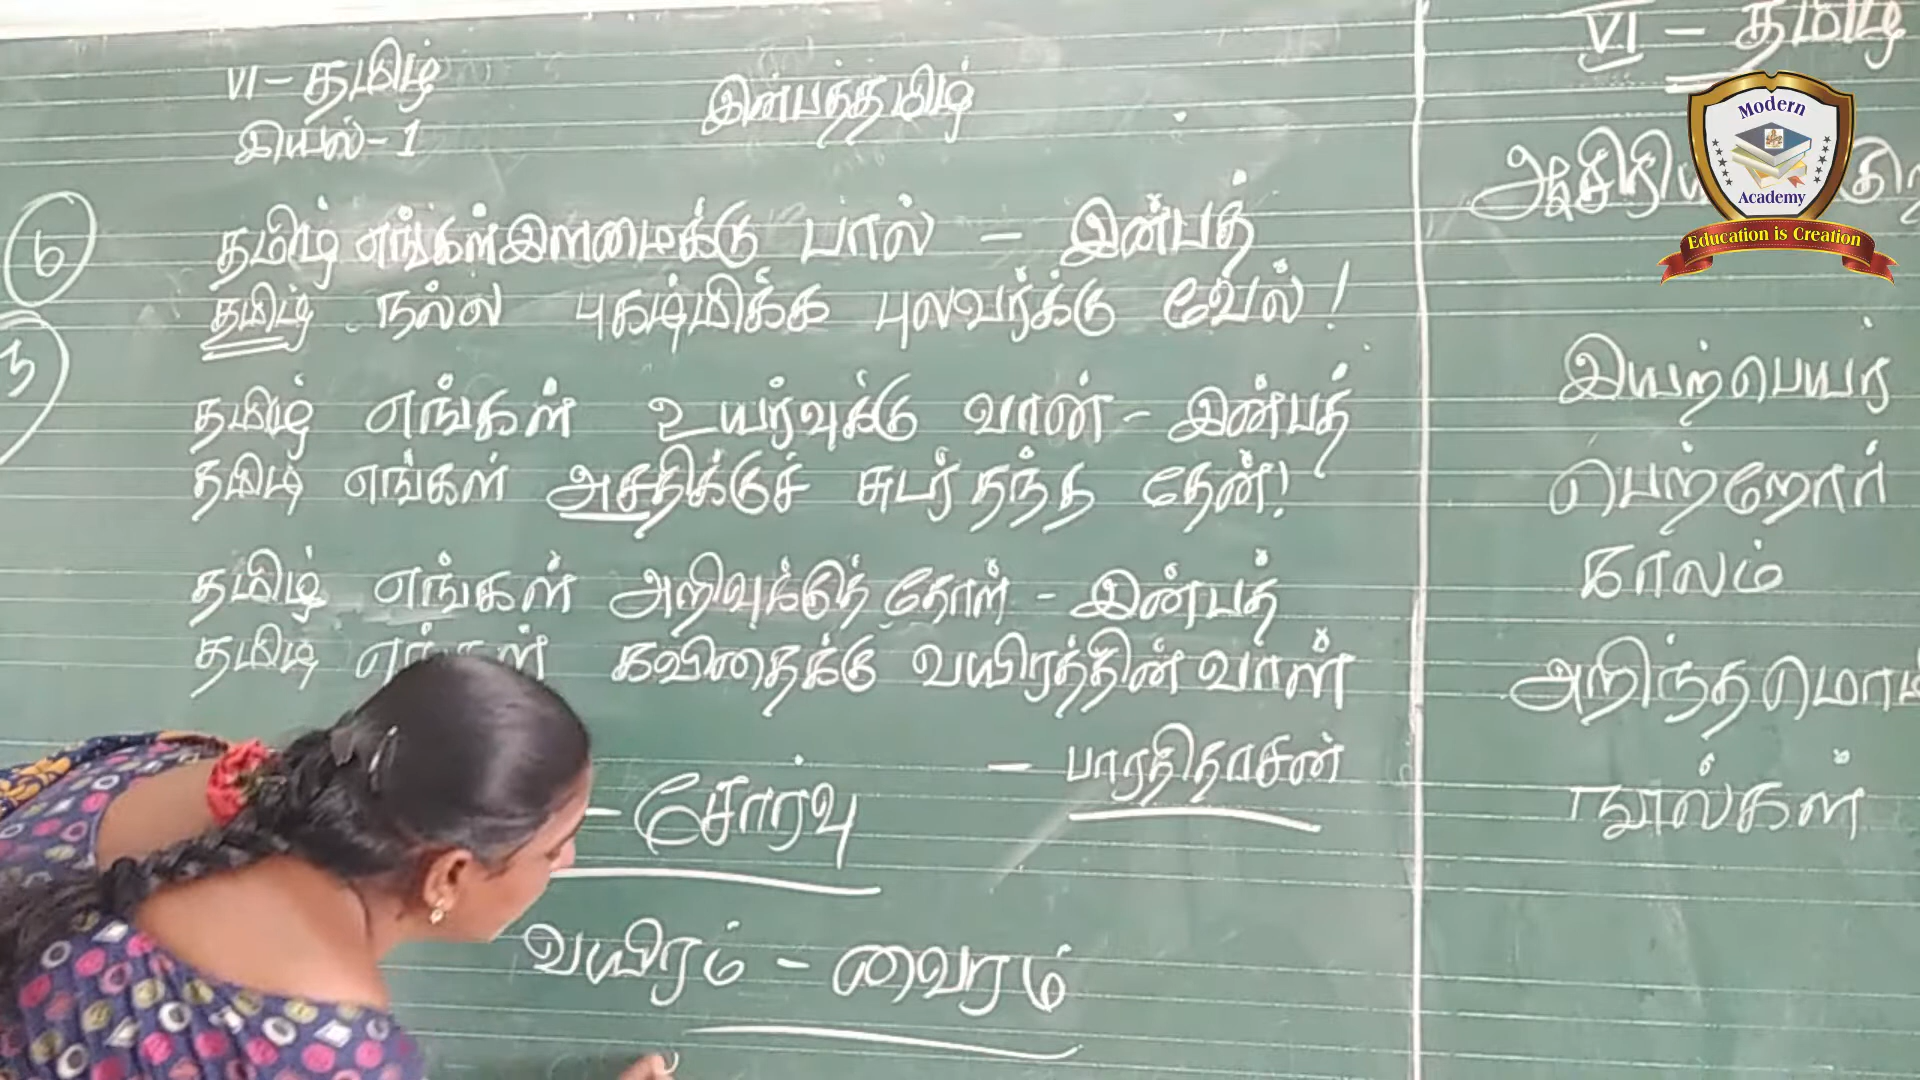 VI - தமிழ்
இயல் - 1
இன்பத்தமிழ்
தமிழ் எங்கள் இளமைக்கு பால் - இன்பத்
தமிழ் நல்ல புகழ்மிக்க புலவர்க்கு வேல் !
தமிழ் எங்கள் உயர்வுக்கு வான் - இன்பத்
தமிழ் எங்கள் அசதிக்குச் சுடர் தந்த தேன் !
தமிழ் எங்கள் அறிவுக்குத் தோள் - இன்பத்
தமிழ் எங்கள் கவிதைக்கு வயிரத்தின் வாள்
- பாரதிதாசன்
- சோர்வு
வயிரம் - வைரம்
VI - தமிழ்
இயற்பெயர்
பெற்றோர்
காலம்
அறிந்த
நூல்கள்
Modern
Academy
Education is Creation